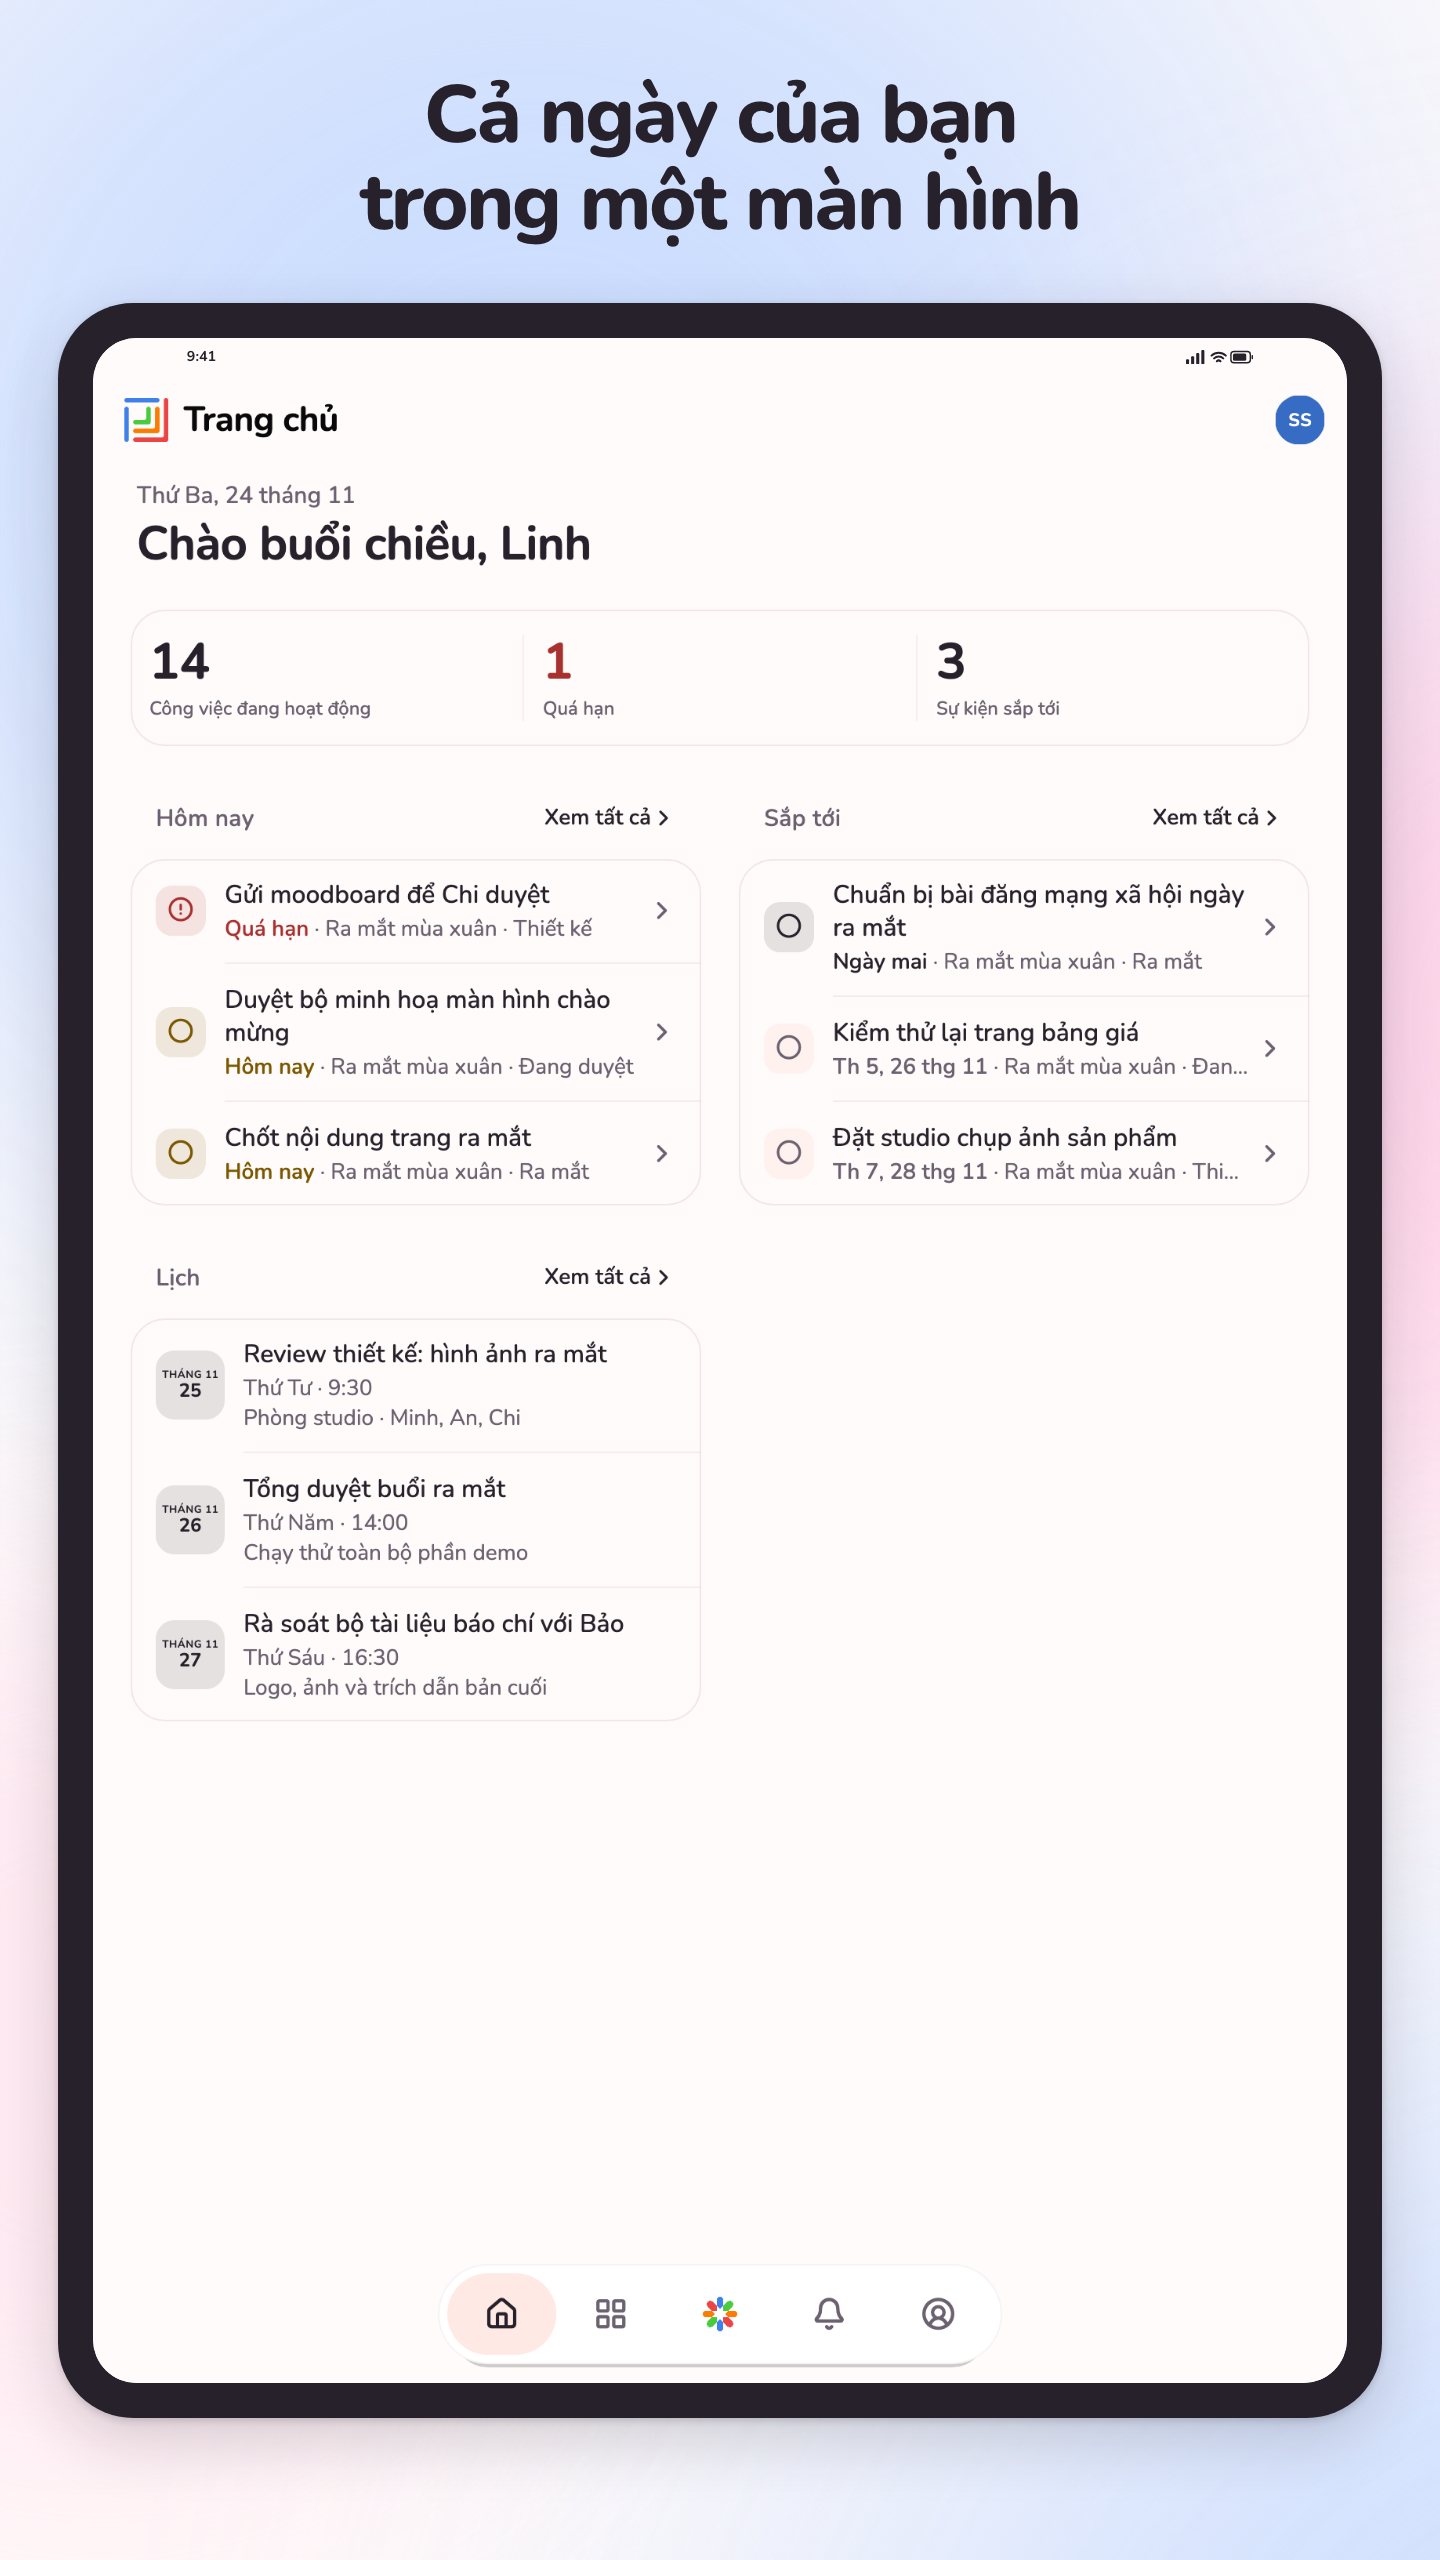 Cả ngày của bạn
trong một màn hình
9:41
Trang chủ
SS
Thứ Ba, 24 tháng 11
Chào buổi chiều, Linh
14
Công việc đang hoạt động
1
Quá hạn
3
Sự kiện sắp tới
Hôm nay
Xem tất cả
Gửi moodboard để Chi duyệt
Quá hạn · Ra mắt mùa xuân · Thiết kế
Duyệt bộ minh hoạ màn hình chào
mừng
Hôm nay · Ra mắt mùa xuân · Đang duyệt
Chốt nội dung trang ra mắt
Hôm nay · Ra mắt mùa xuân · Ra mắt
Sắp tới
Xem tất cả
Chuẩn bị bài đăng mạng xã hội ngày
ra mắt
Ngày mai · Ra mắt mùa xuân · Ra mắt
Kiểm thử lại trang bảng giá
Th 5, 26 thg 11 · Ra mắt mùa xuân · Đan...
Đặt studio chụp ảnh sản phẩm
Th 7, 28 thg 11 · Ra mắt mùa xuân · Thi...
Lịch
Xem tất cả
THÁNG 11
25
Review thiết kế: hình ảnh ra mắt
Thứ Tư · 9:30
Phòng studio · Minh, An, Chi
THÁNG 11
26
Tổng duyệt buổi ra mắt
Thứ Năm · 14:00
Chạy thử toàn bộ phần demo
THÁNG 11
27
Rà soát bộ tài liệu báo chí với Bảo
Thứ Sáu · 16:30
Logo, ảnh và trích dẫn bản cuối